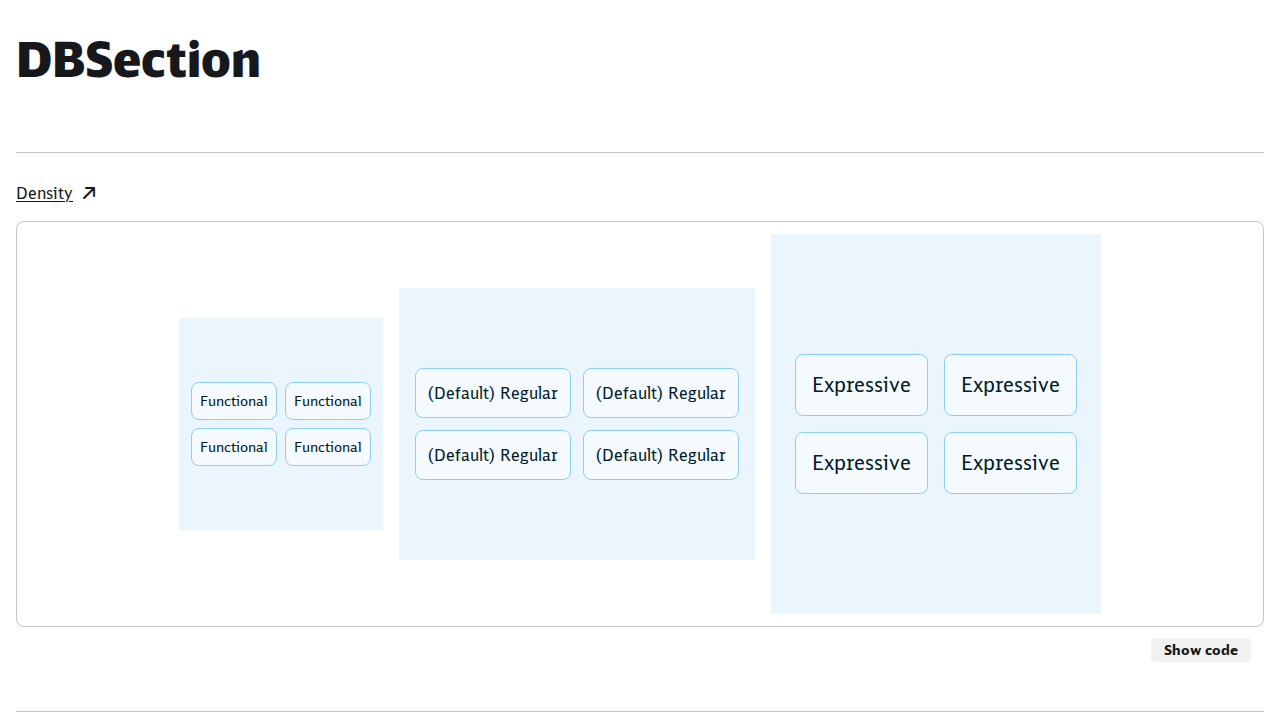 DBSection
Density
Functional Functional
Functional Functional
(Default) Regular (Default) Regular
(Default) Regular (Default) Regular
Expressive Expressive
Expressive Expressive
Show code